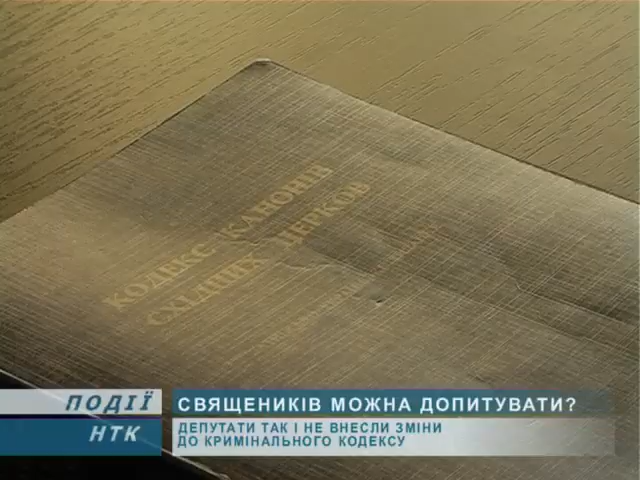 КОДЕКС КАНОНІВ
СХІДНИХ ЦЕРКОВ
ПОДІЇ
НТК
СВЯЩЕНИКІВ МОЖНА ДОПИТУВАТИ?
ДЕПУТАТИ ТАК І НЕ ВНЕСЛИ ЗМІНИ
ДО КРИМІНАЛЬНОГО КОДЕКСУ